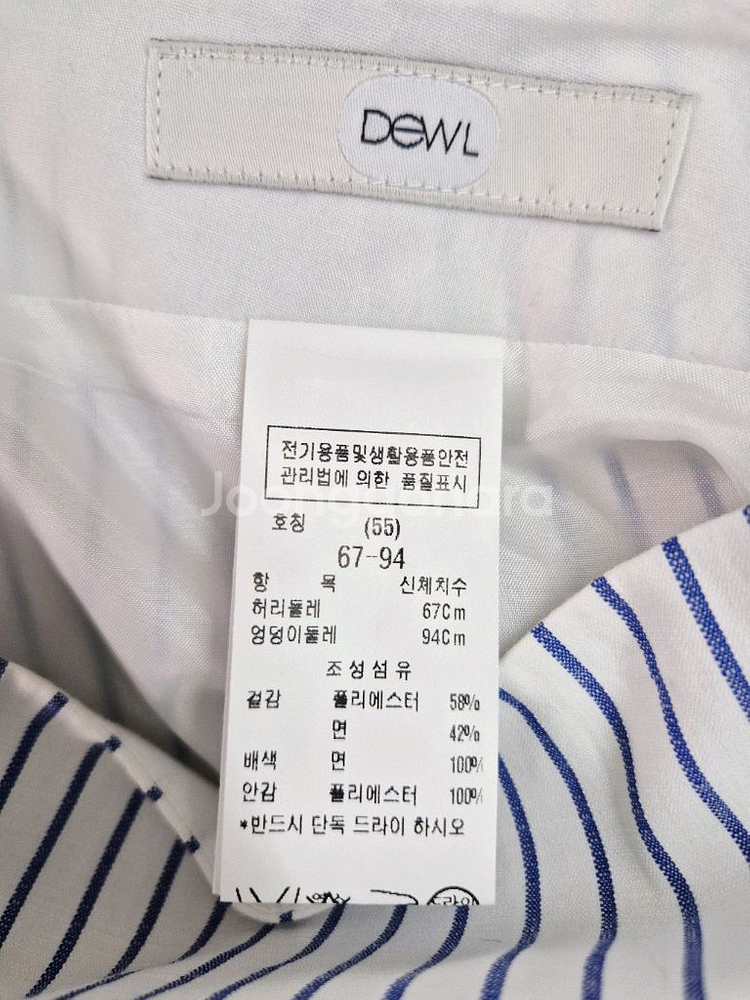 DeWL
전기용품및생활용품안전
관리법에 의한 품질표시
Joongonara
호칭 (55)
67-94
항 목 신체치수
허리둘레 67Cm
엉덩이둘레 94Cm
조성섬유
겉감 폴리에스터 58%
면 42%
배색 면 100%
안감 폴리에스터 100%
*반드시 단독 드라이 하시오
드라이